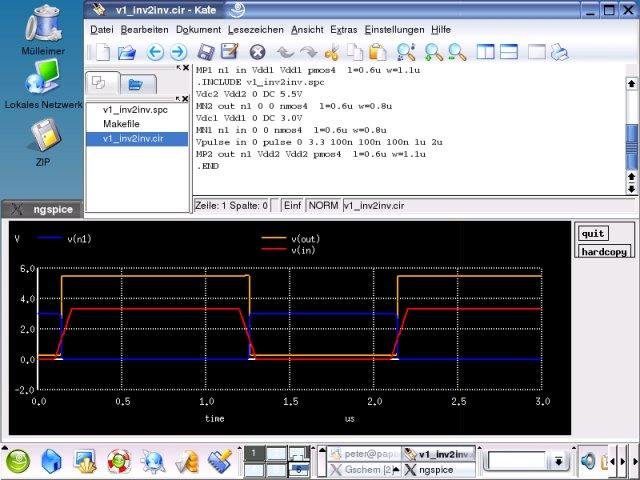 Mülleimer
Lokales Netzwerk
ZIP
v1_inv2inv.cir - Kate
Datei Bearbeiten Dokument Lesezeichen Ansicht Extras Einstellungen Hilfe
v1_inv2inv.spc
Makefile
v1_inv2inv.cir
MP1 n1 in Vdd1 Vdd1 pmos4 l=0.6u w=1.1u
.INCLUDE v1_inv2inv.spc
Vdc2 Vdd2 0 DC 5.5V
MN2 out n1 0 0 nmos4 l=0.6u w=0.8u
Vdc1 Vdd1 0 DC 3.0V
MN1 n1 in 0 0 nmos4 l=0.6u w=0.8u
Vpulse in 0 pulse 0 3.3 100n 100n 100n 1u 2u
MP2 out n1 Vdd2 Vdd2 pmos4 l=0.6u w=1.1u
.END
Zeile: 1 Spalte: 0 Einf NORM v1_inv2inv.cir
ngspice
V v(n1) v(out)
v(in)
quit
hardcopy
6.0
4.0
2.0
0.0
-2.0
0.0 0.5 1.0 1.5 2.0 2.5 3.0
time us
1
6
peter@papa
v1_inv2inv.
Gschem [2]
ngspice